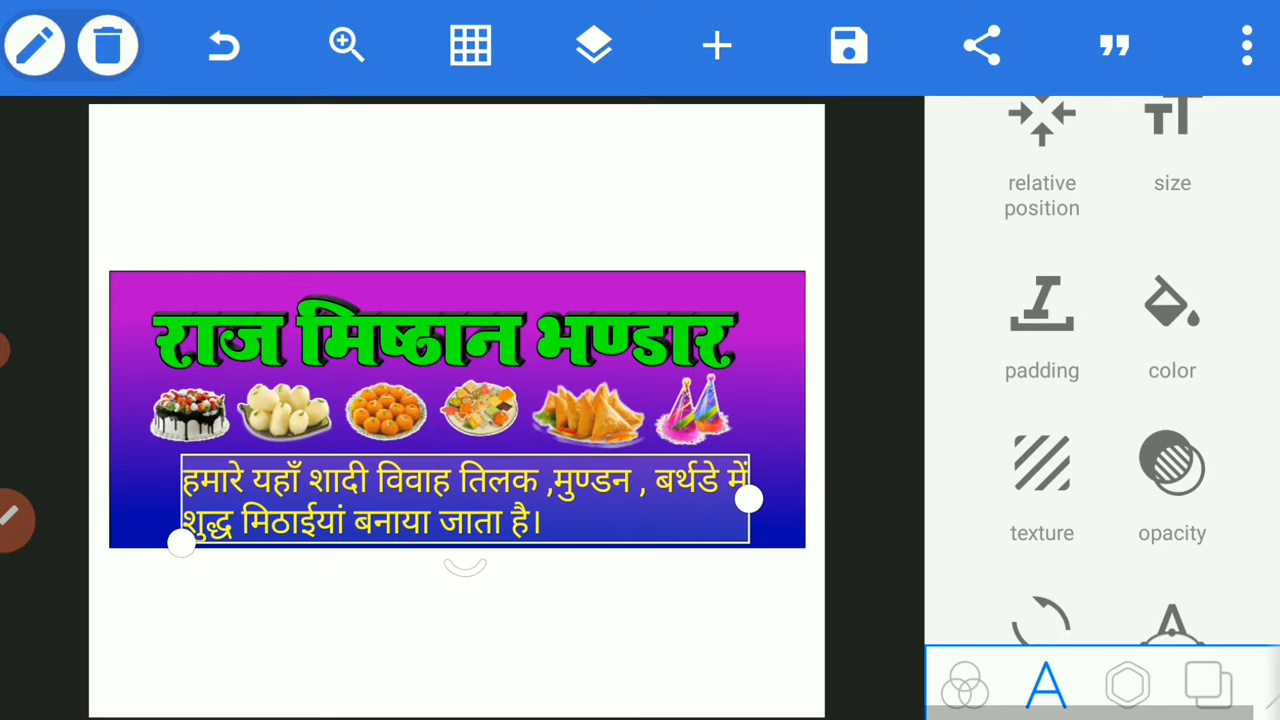 relative
position
size
राज मिष्ठान भण्डार
padding
color
हमारे यहाँ शादी विवाह तिलक ,मुण्डन , बर्थडे में
शुद्ध मिठाईयां बनाया जाता है।
texture
opacity